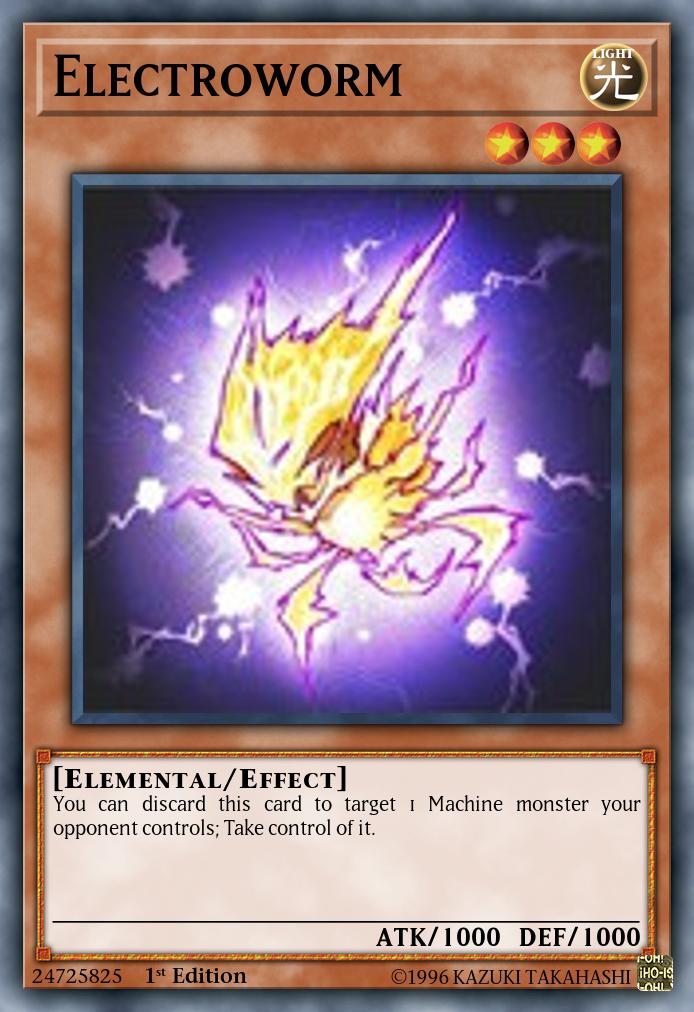 Electroworm
LIGHT
光
[Elemental/Effect]
You can discard this card to target 1 Machine monster your
opponent controls; Take control of it.
ATK/1000 DEF/1000
24725825 1st Edition ©1996 KAZUKI TAKAHASHI